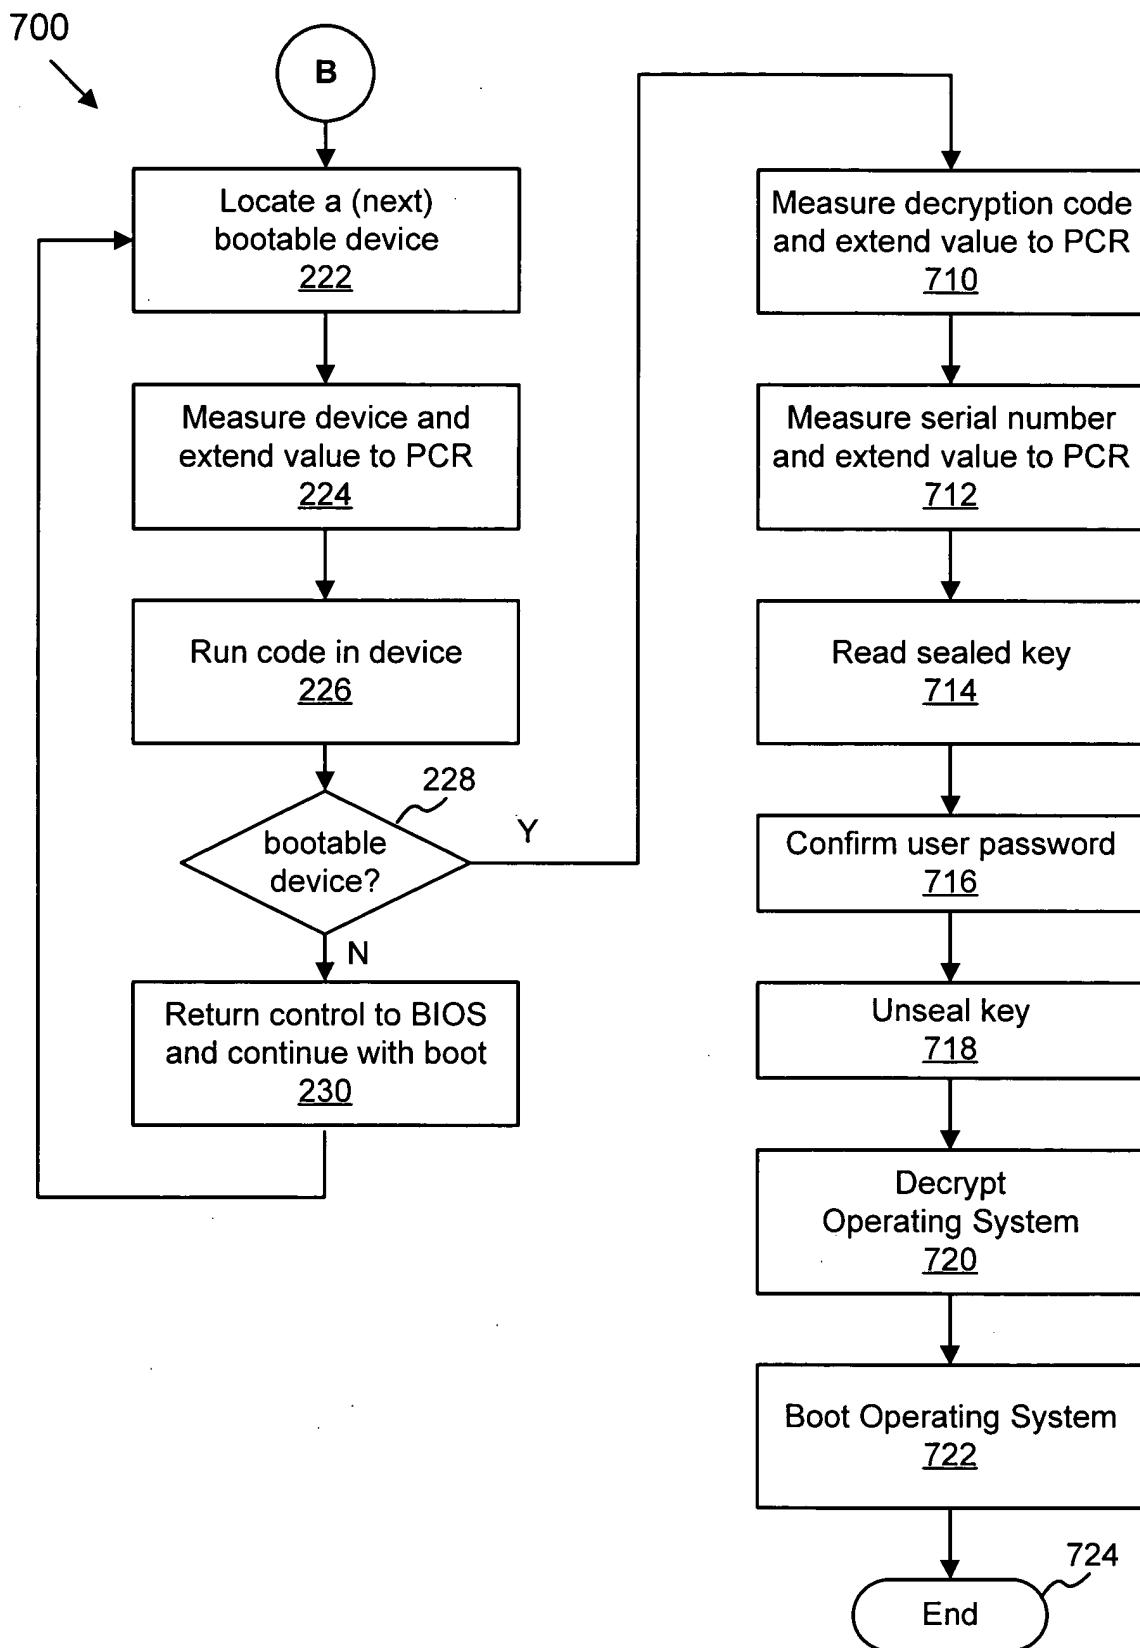 700
B
Locate a (next)
bootable device
222
Measure device and
extend value to PCR
224
Run code in device
226
228
bootable
device?
Y
N
Return control to BIOS
and continue with boot
230
Measure decryption code
and extend value to PCR
710
Measure serial number
and extend value to PCR
712
Read sealed key
714
Confirm user password
716
Unseal key
718
Decrypt
Operating System
720
Boot Operating System
722
724
End